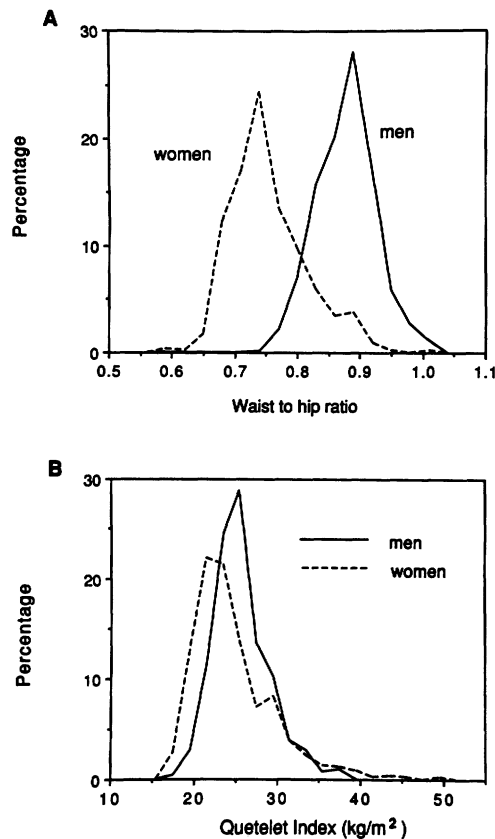 A
30
20
10
0
Percentage
women
men
0.5 0.6 0.7 0.8 0.9 1.0 1.1
Waist to hip ratio
B
30
20
10
0
Percentage
men
women
10 20 25 30 40 50
Quetelet Index (kg/m²)